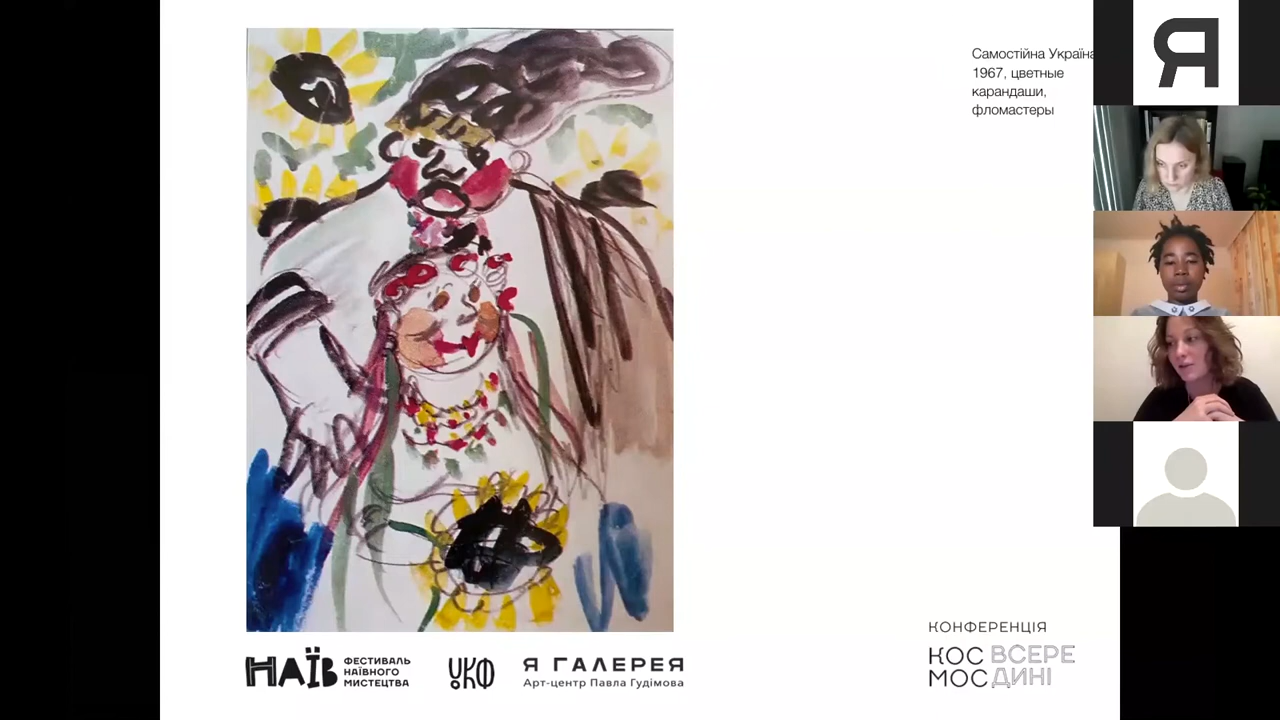 Самостійна Україна
1967, цветные
карандаши,
фломастеры
Я
НАЇВ
ФЕСТИВАЛЬ
НАЇВНОГО
МИСТЕЦТВА
УКФ
Я ГАЛЕРЕЯ
Арт-центр Павла Гудімова
КОНФЕРЕНЦІЯ
КОС ВСЕРЕ
МОС ДИНІ